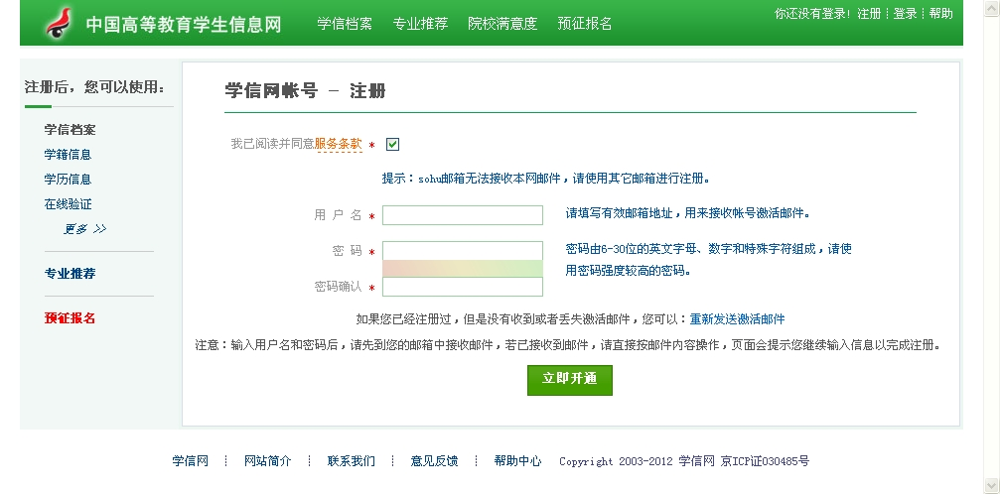 中国高等教育学生信息网 学信档案 专业推荐 院校满意度 预征报名
你还没有登录! 注册 | 登录 | 帮助
注册后，您可以使用：
学信档案
学籍信息
学历信息
在线验证
更多 >>
专业推荐
预征报名
学信网帐号 - 注册
我已阅读并同意服务条款 *
提示：sohu邮箱无法接收本网邮件，请使用其它邮箱进行注册。
用 户 名 * 请填写有效邮箱地址，用来接收帐号激活邮件。
密 码 * 密码由6-30位的英文字母、数字和特殊字符组成，请使
用密码强度较高的密码。
密码确认 *
如果您已经注册过，但是没有收到或者丢失激活邮件，您可以：重新发送激活邮件
注意：输入用户名和密码后，请先到您的邮箱中接收邮件，若已接收到邮件，请直接按邮件内容操作，页面会提示您继续输入信息以完成注册。
立即开通
学信网 | 网站简介 | 联系我们 | 意见反馈 | 帮助中心 Copyright 2003-2012 学信网 京ICP证030485号